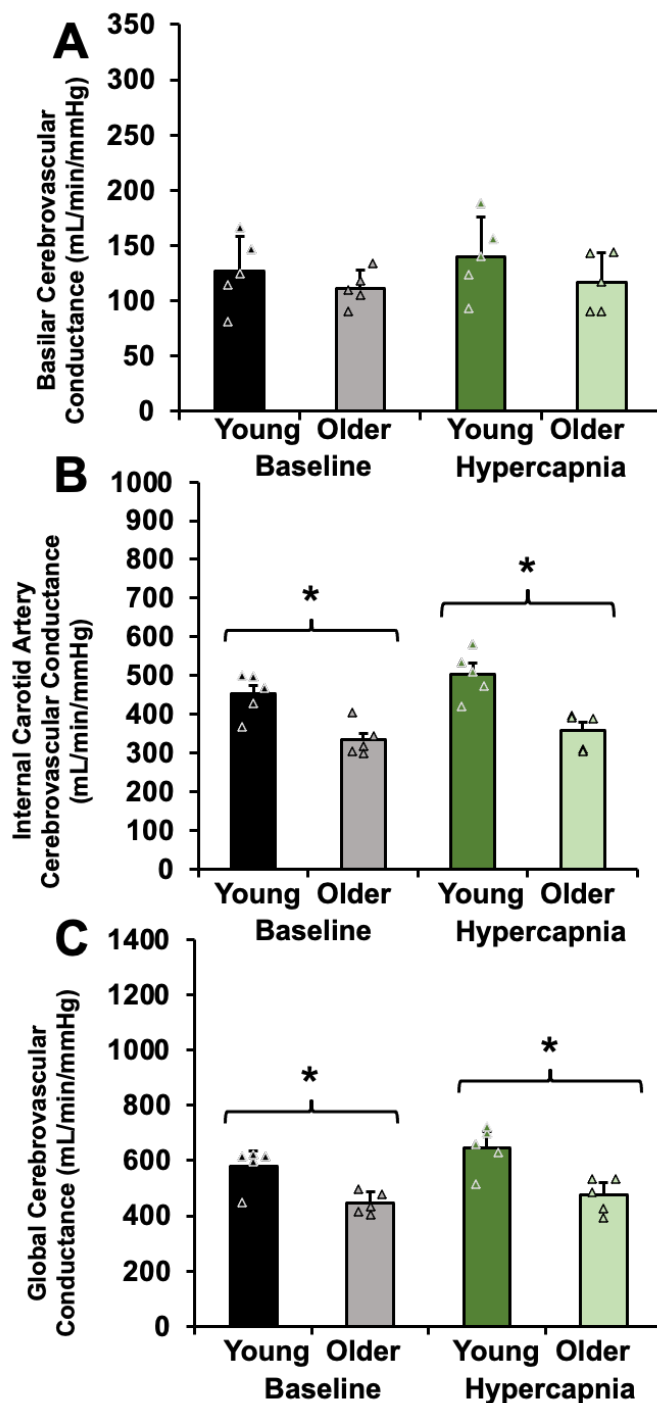 A
Basilar Cerebrovascular
Conductance (mL/min/mmHg)
350
300
250
200
150
100
50
0
Young Older Young Older
Baseline Hypercapnia
B
Internal Carotid Artery
Cerebrovascular Conductance
(mL/min/mmHg)
1000
900
800
700
600
500
400
300
200
100
0
*
*
Young Older Young Older
Baseline Hypercapnia
C
Global Cerebrovascular
Conductance (mL/min/mmHg)
1400
1200
1000
800
600
400
200
0
*
*
Young Older Young Older
Baseline Hypercapnia